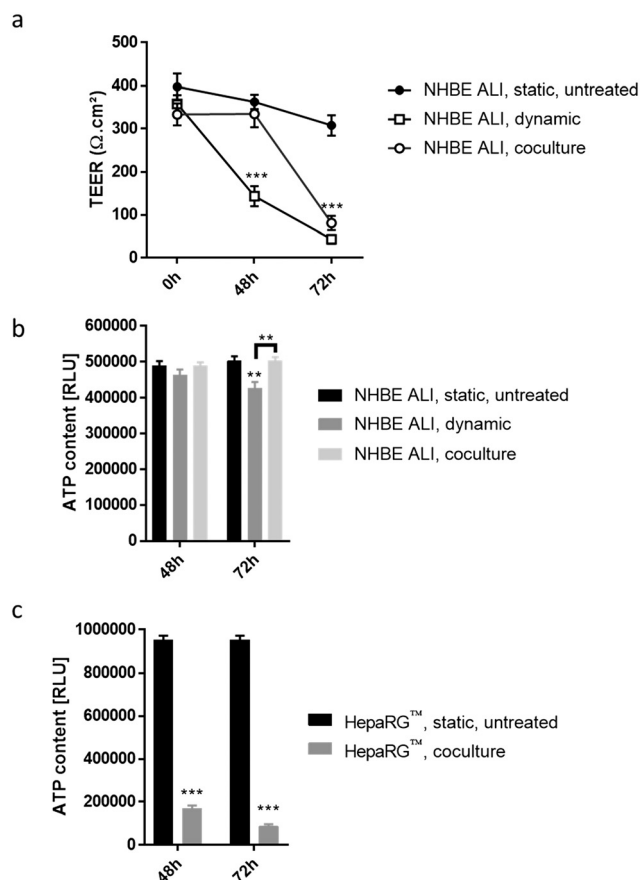 a
500
400
300
200
100
0
TEER (Ω.cm²)
***
***
0h
48h
72h
NHBE ALI, static, untreated
NHBE ALI, dynamic
NHBE ALI, coculture
b
600000
500000
400000
300000
200000
100000
0
ATP content [RLU]
**
**
48h
72h
NHBE ALI, static, untreated
NHBE ALI, dynamic
NHBE ALI, coculture
c
1000000
800000
600000
400000
200000
0
ATP content [RLU]
***
***
48h
72h
HepaRG™, static, untreated
HepaRG™, coculture